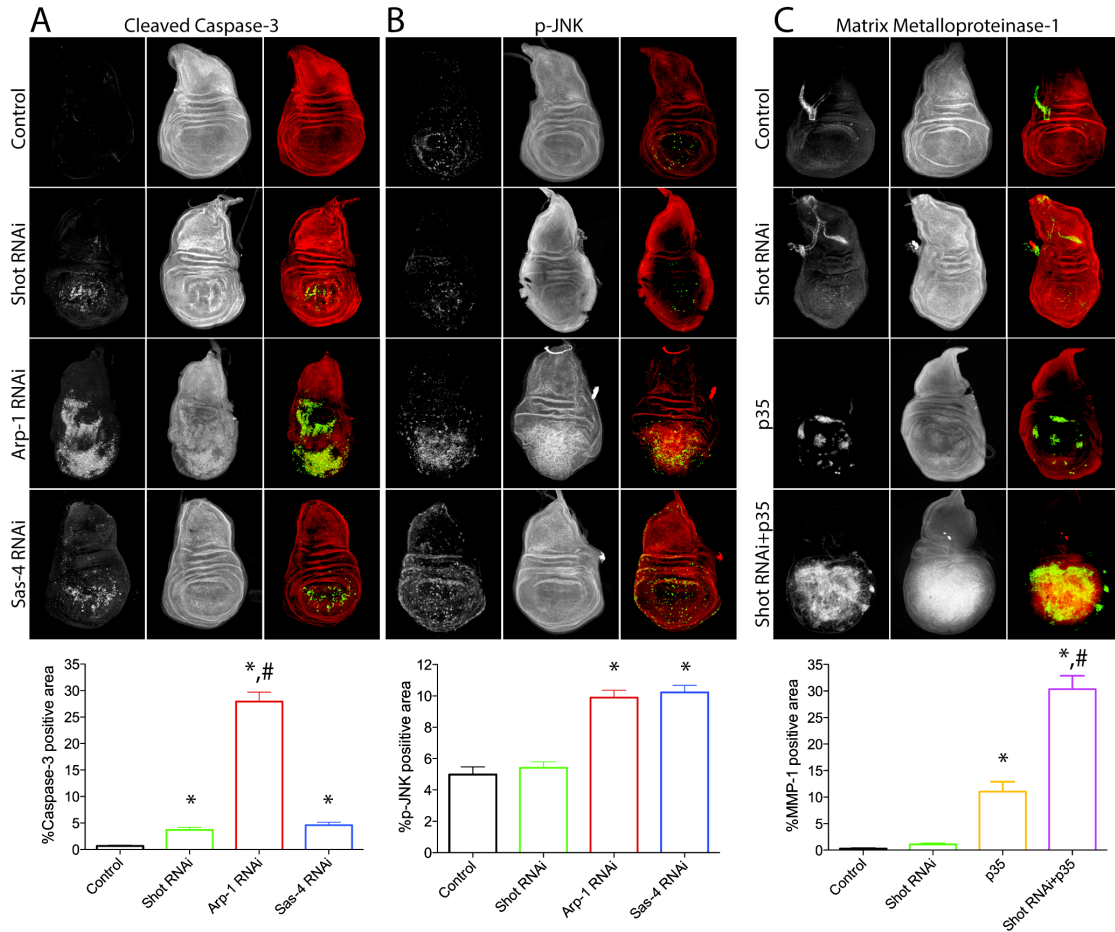 A
Cleaved Caspase-3
B
p-JNK
C
Matrix Metalloproteinase-1
Control
Shot RNAi
Arp-1 RNAi
Sas-4 RNAi
Control
Shot RNAi
p35
Shot RNAi+p35
%Caspase-3 positive area
35
30
25
20
15
10
5
0
*
*,#
*
Control
Shot RNAi
Arp-1 RNAi
Sas-4 RNAi
%p-JNK posiitive area
12
10
8
6
4
2
0
*
*
Control
Shot RNAi
Arp-1 RNAi
Sas-4 RNAi
%MMP-1 positive area
35
30
25
20
15
10
5
0
*
*,#
Control
Shot RNAi
p35
Shot RNAi+p35